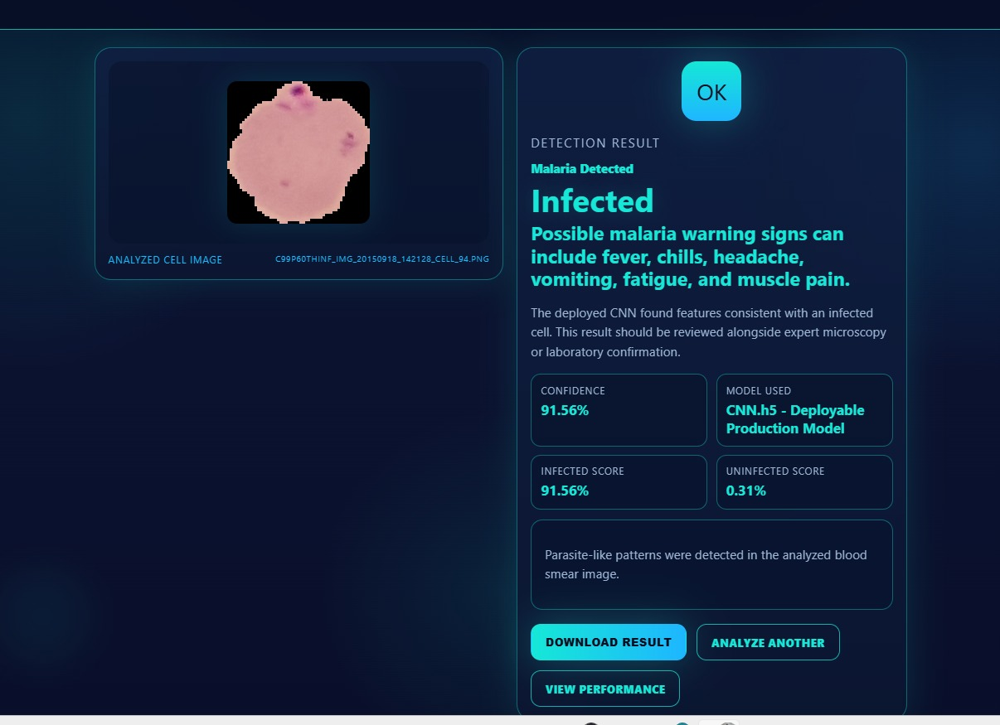 ANALYZED CELL IMAGE
C99P60THINF_IMG_20150918_142128_CELL_94.PNG
OK
DETECTION RESULT
Malaria Detected
Infected
Possible malaria warning signs can
include fever, chills, headache,
vomiting, fatigue, and muscle pain.
The deployed CNN found features consistent with an infected
cell. This result should be reviewed alongside expert microscopy
or laboratory confirmation.
CONFIDENCE
91.56%
MODEL USED
CNN.h5 - Deployable
Production Model
INFECTED SCORE
91.56%
UNINFECTED SCORE
0.31%
Parasite-like patterns were detected in the analyzed blood
smear image.
DOWNLOAD RESULT
ANALYZE ANOTHER
VIEW PERFORMANCE